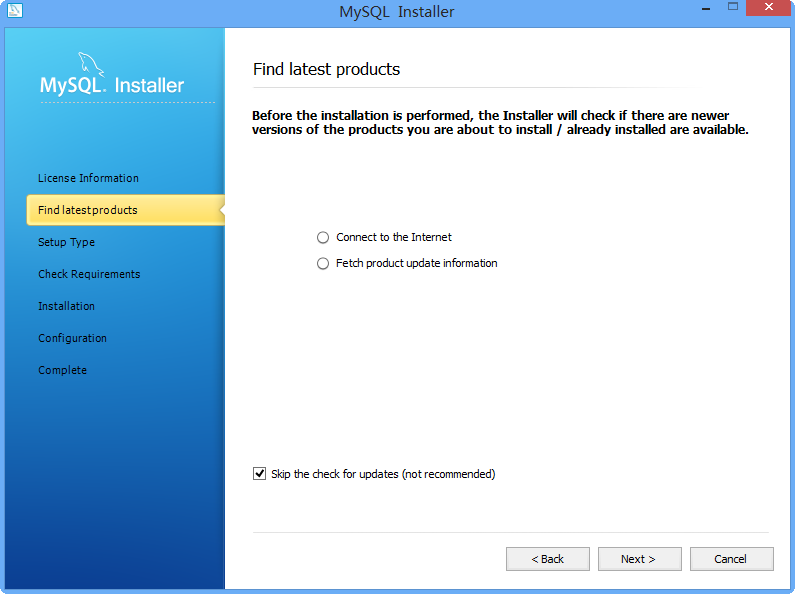 MySQL Installer
MySQL. Installer
Find latest products
Before the installation is performed, the Installer will check if there are newer
versions of the products you are about to install / already installed are available.
License Information
Find latest products
Setup Type
Check Requirements
Installation
Configuration
Complete
Connect to the Internet
Fetch product update information
Skip the check for updates (not recommended)
< Back
Next >
Cancel